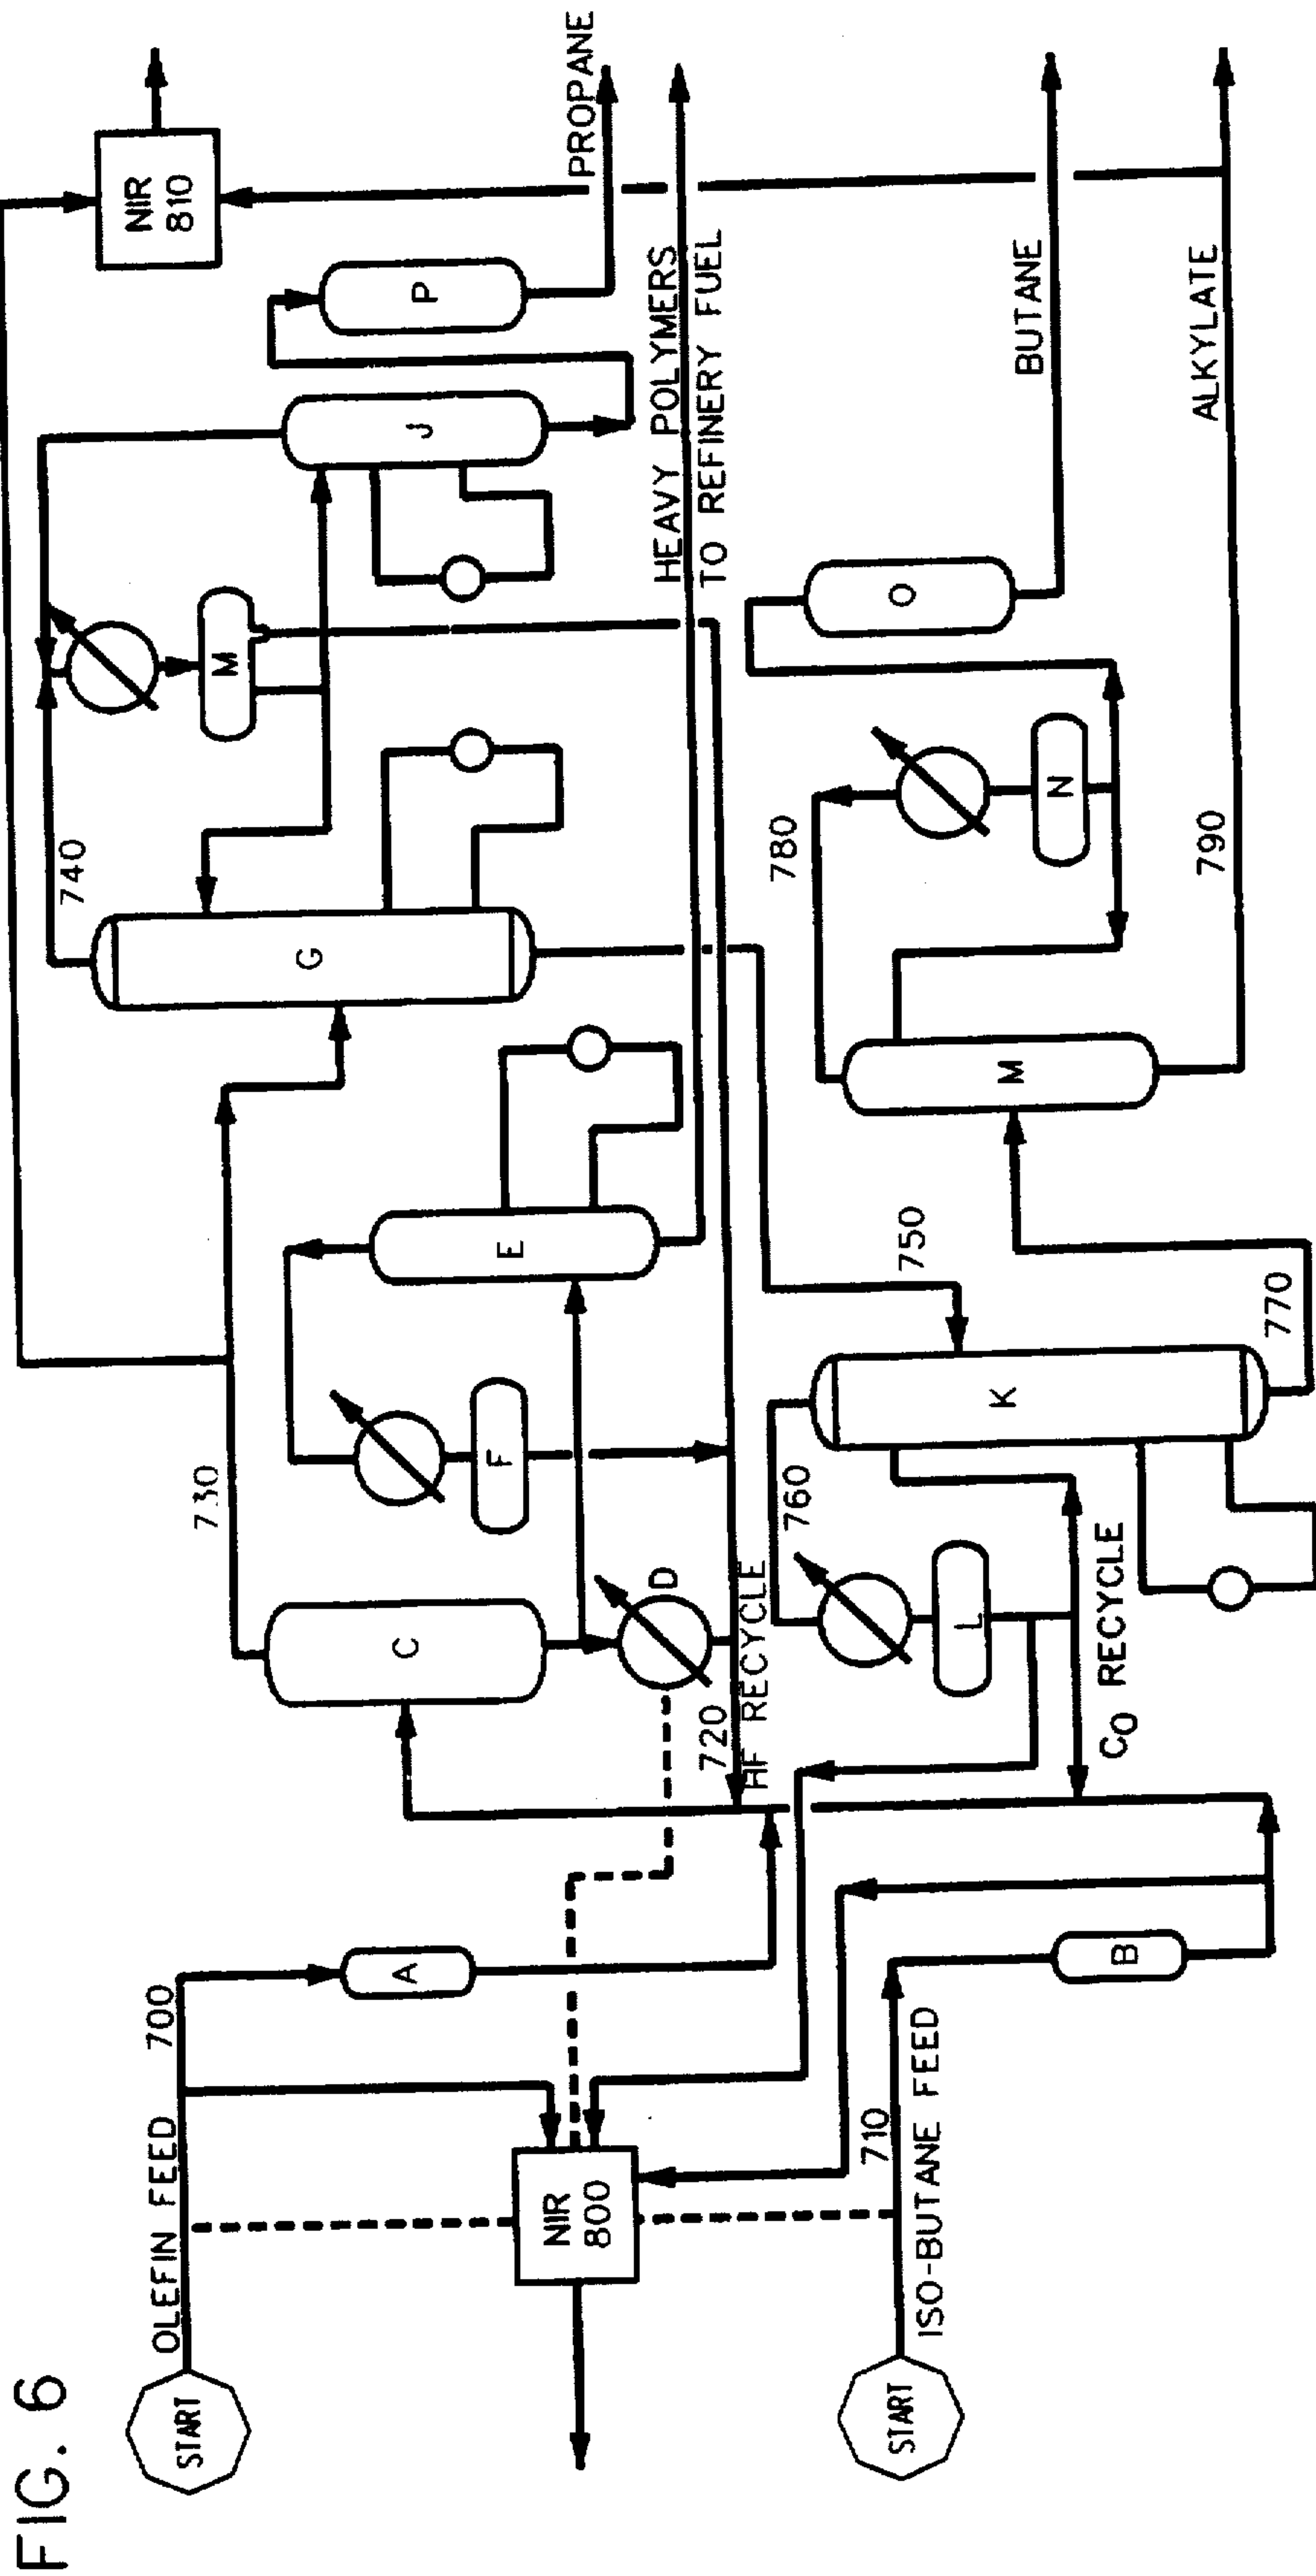 FIG. 6
START
OLEFIN FEED
700
A
NIR
800
START
710
ISO-BUTANE FEED
B
C
D
720
HF RECYCLE
730
F
E
760
L
C0 RECYCLE
K
750
770
G
740
M
J
P
NIR
810
PROPANE
HEAVY POLYMERS
TO REFINERY FUEL
M
780
N
O
790
BUTANE
ALKYLATE